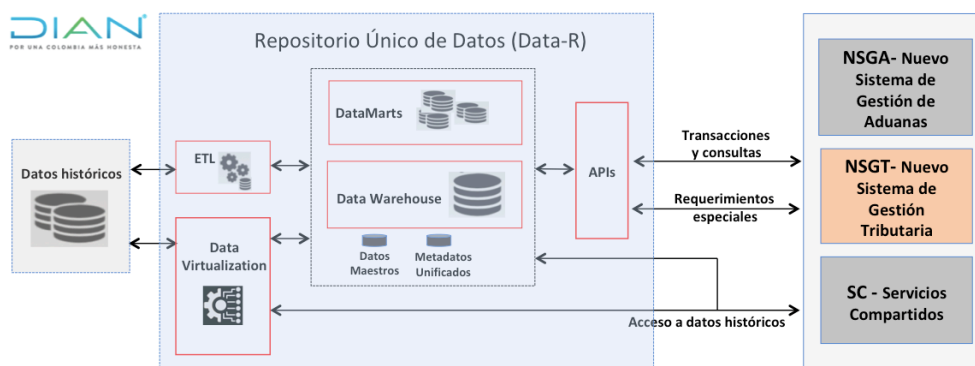 DIAN
POR UNA COLOMBIA MÁS HONESTA
Repositorio Único de Datos (Data-R)
Datos históricos
ETL
Data
Virtualization
DataMarts
Data Warehouse
Datos
Maestros
Metadatos
Unificados
APIs
Transacciones
y consultas
Requerimientos
especiales
Acceso a datos históricos
NSGA- Nuevo
Sistema de
Gestión de
Aduanas
NSGT- Nuevo
Sistema de
Gestión
Tributaria
SC - Servicios
Compartidos